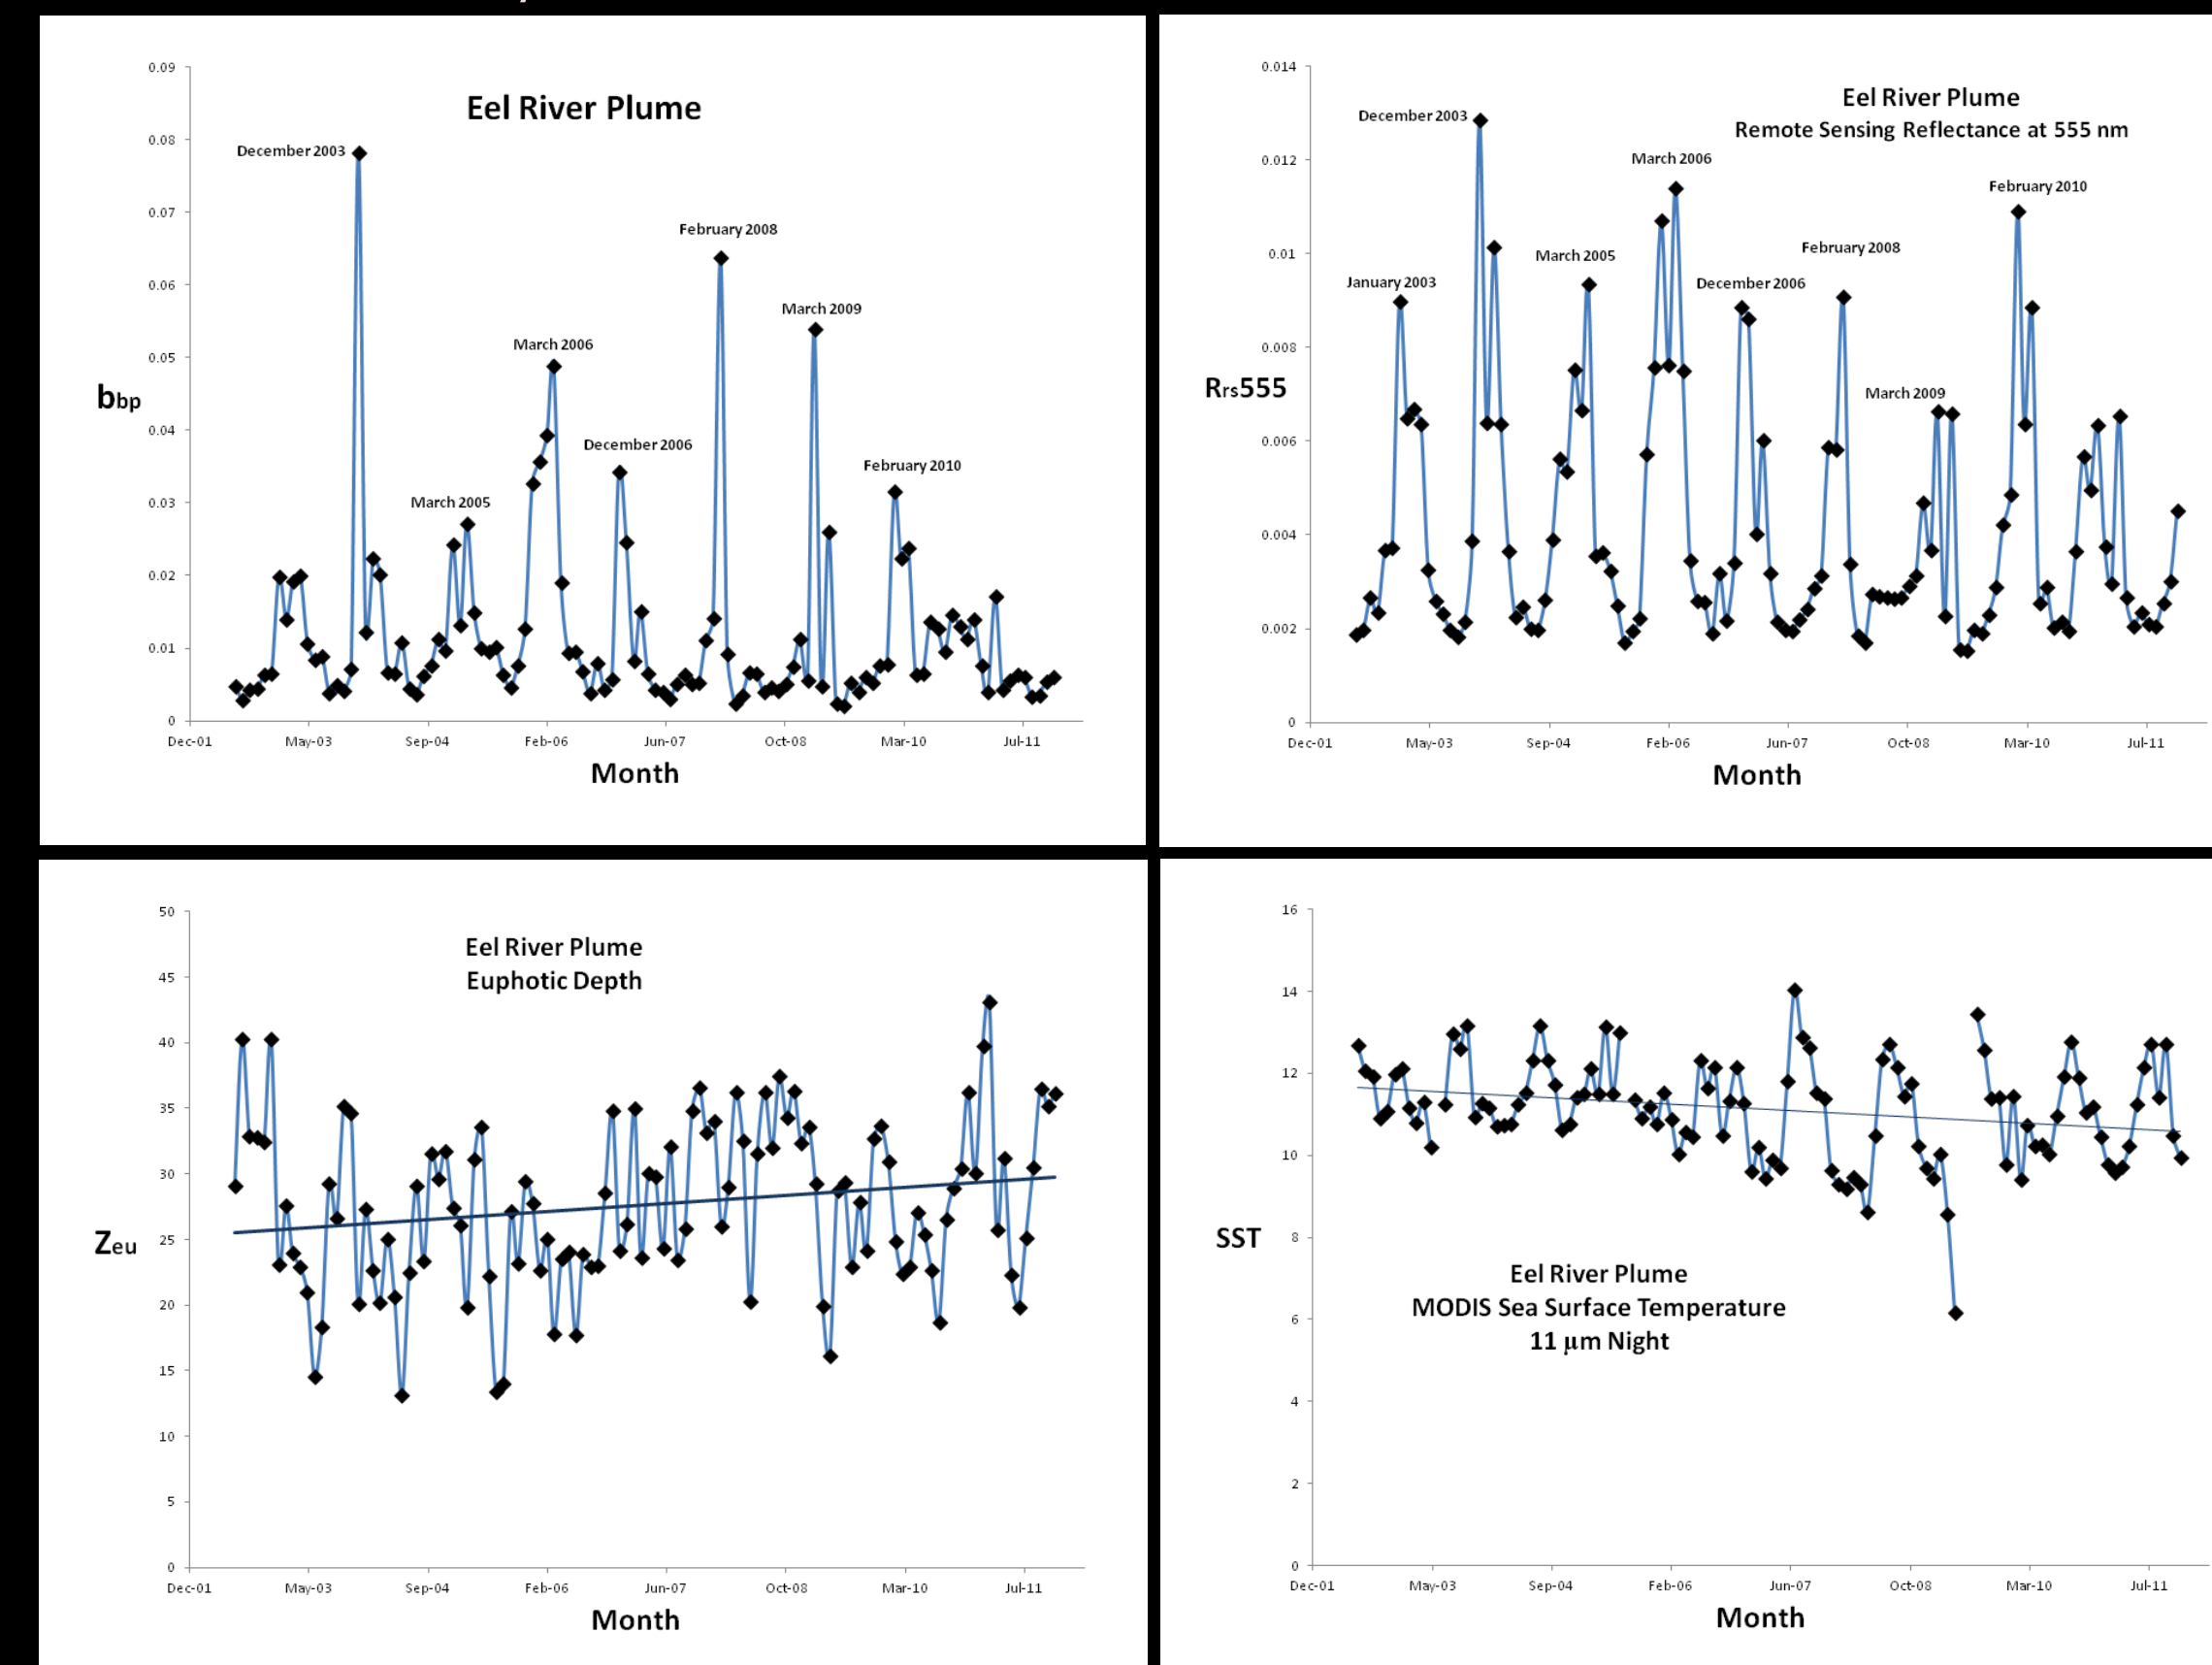 0.09
Eel River Plume
0.08
December 2003
0.07
February 2008
0.06
March 2009
0.05
March 2006
bbp
0.04
December 2006
February 2010
0.03
March 2005
0.02
0.01
0
Dec-01 May-03 Sep-04 Feb-06 Jun-07 Oct-08 Mar-10 Jul-11
Month
0.014
Eel River Plume
Remote Sensing Reflectance at 555 nm
December 2003
0.012
March 2006
February 2010
0.01
March 2005
February 2008
January 2003
December 2006
0.008
Rrs555
March 2009
0.006
0.004
0.002
0
Dec-01 May-03 Sep-04 Feb-06 Jun-07 Oct-08 Mar-10 Jul-11
Month
50
Eel River Plume
Euphotic Depth
45
40
35
30
25
Zeu
20
15
10
5
0
Dec-01 May-03 Sep-04 Feb-06 Jun-07 Oct-08 Mar-10 Jul-11
Month
16
14
12
10
8
SST
Eel River Plume
MODIS Sea Surface Temperature
11 μm Night
6
4
2
0
Dec-01 May-03 Sep-04 Feb-06 Jun-07 Oct-08 Mar-10 Jul-11
Month